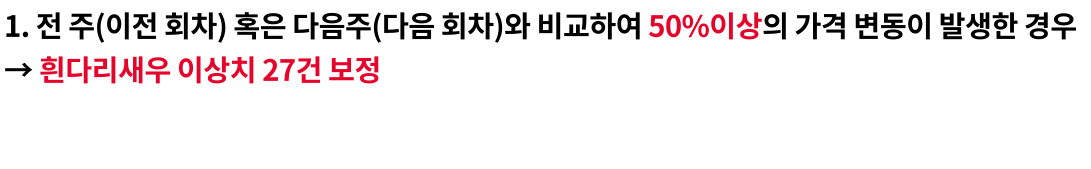 1. 전 주(이전 회차) 혹은 다음주(다음 회차)와 비교하여 50%이상의 가격 변동이 발생한 경우
→ 흰다리새우 이상치 27건 보정